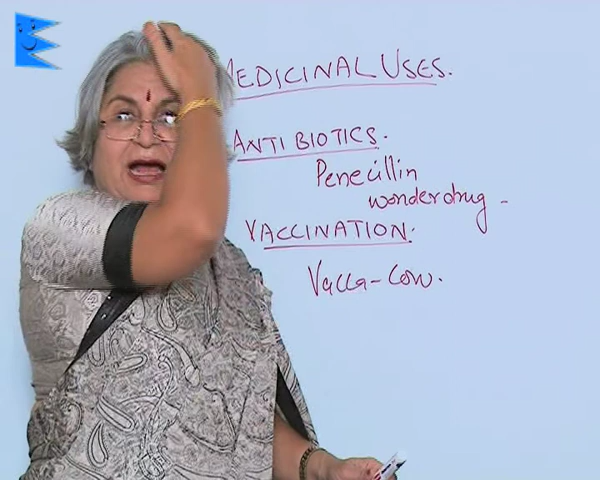 MEDICINAL USES.
ANTIBIOTICS.
Penecillin
wonderdrug -
VACCINATION.
Vacca-Cow.